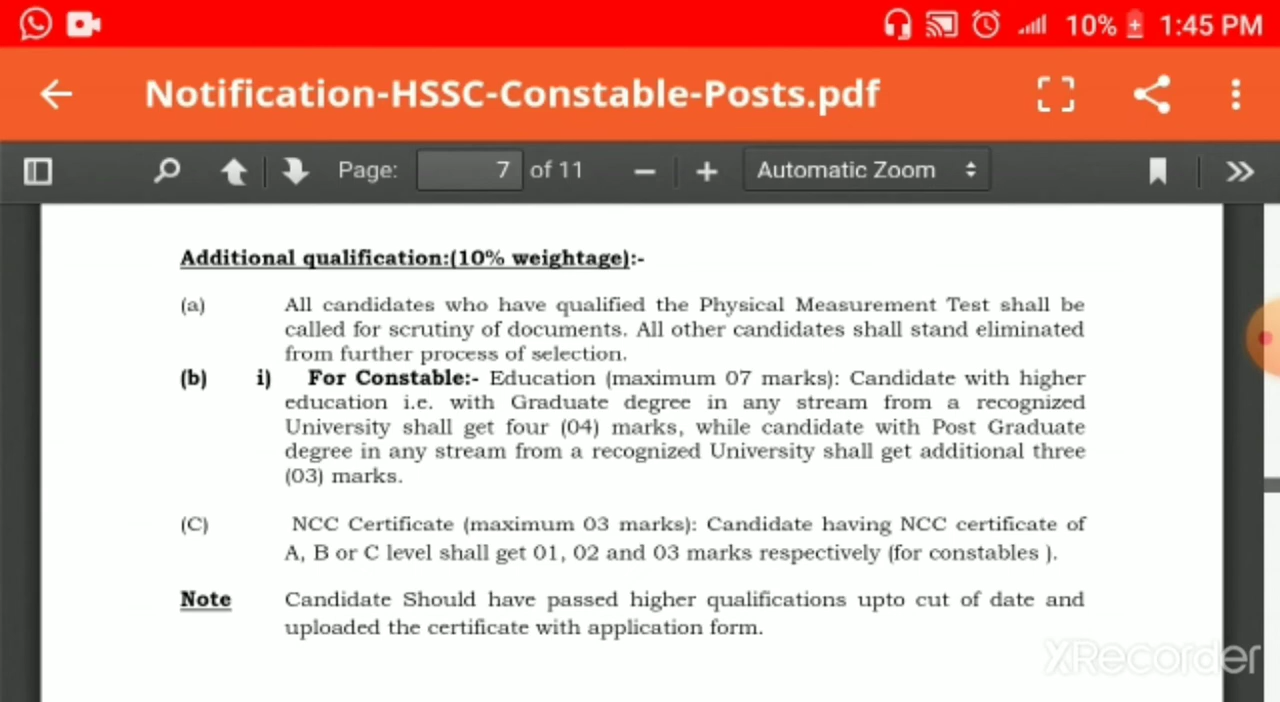 10% 1:45 PM
Notification-HSSC-Constable-Posts.pdf
Page: 7 of 11 Automatic Zoom
Additional qualification:(10% weightage):-
(a) All candidates who have qualified the Physical Measurement Test shall be
called for scrutiny of documents. All other candidates shall stand eliminated
from further process of selection.
(b) i) For Constable:- Education (maximum 07 marks): Candidate with higher
education i.e. with Graduate degree in any stream from a recognized
University shall get four (04) marks, while candidate with Post Graduate
degree in any stream from a recognized University shall get additional three
(03) marks.
(C) NCC Certificate (maximum 03 marks): Candidate having NCC certificate of
A, B or C level shall get 01, 02 and 03 marks respectively (for constables ).
Note Candidate Should have passed higher qualifications upto cut of date and
uploaded the certificate with application form.
XRecorder